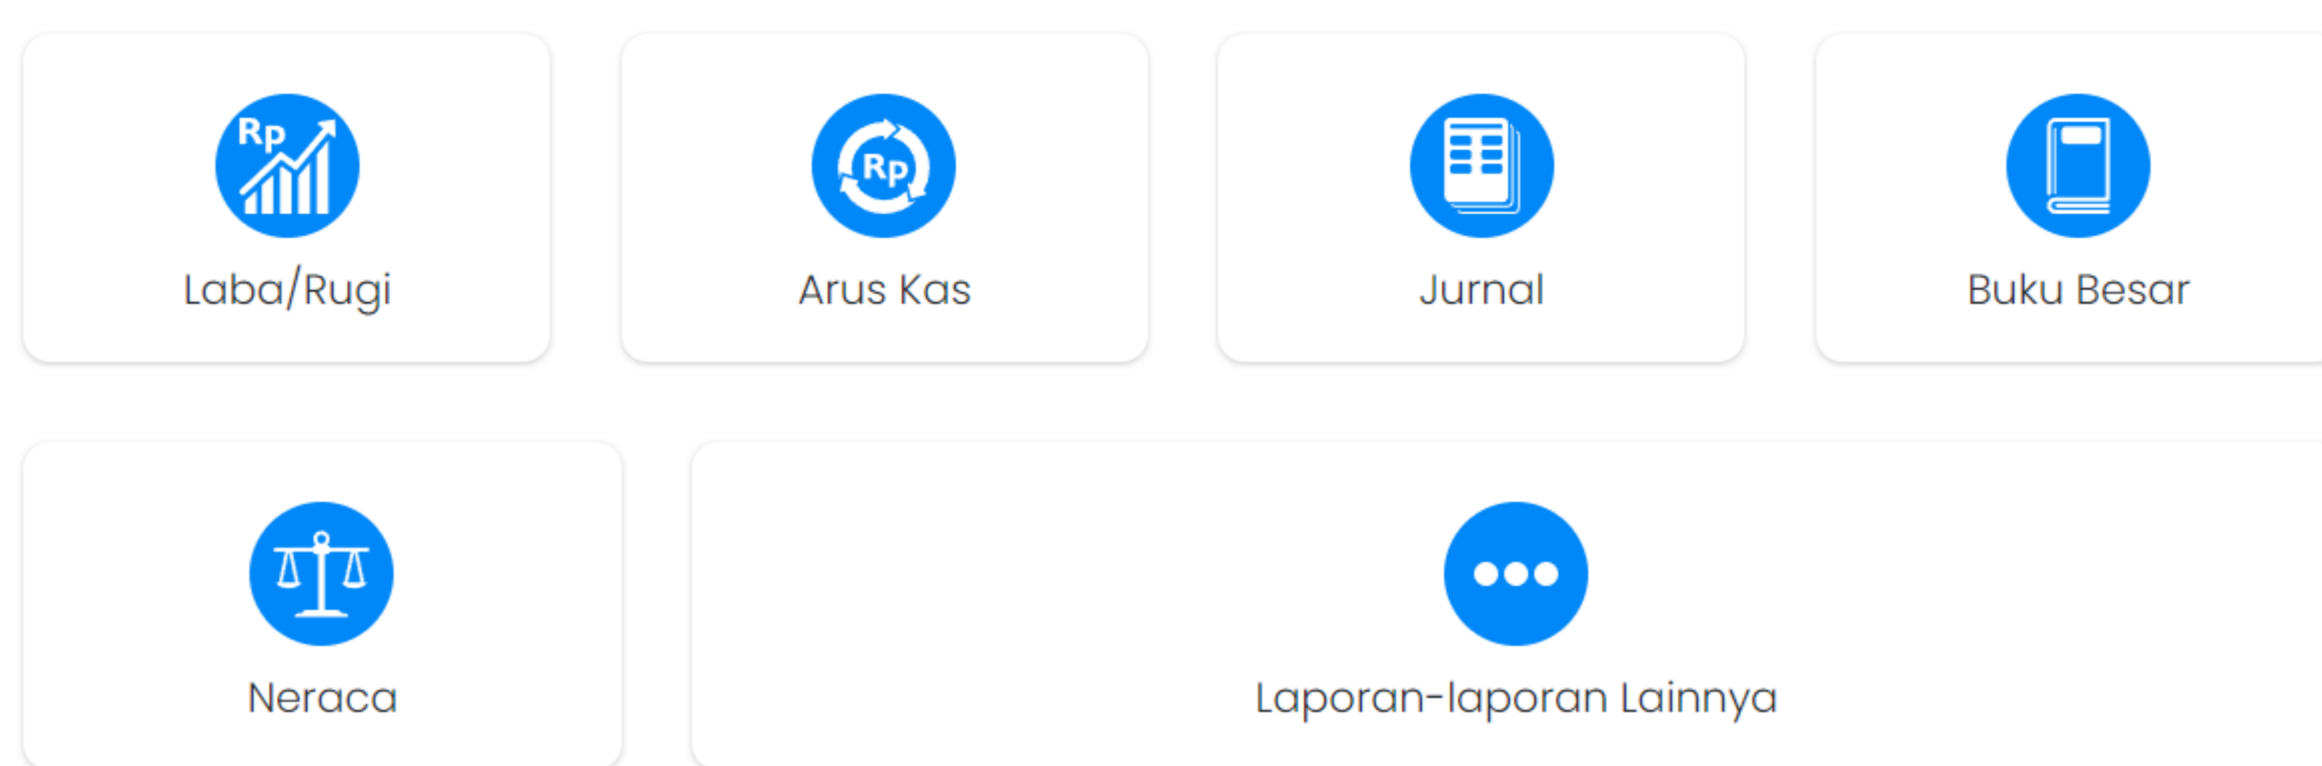 Rp
Laba/Rugi
Rp
Arus Kas
Jurnal
Buku Besar
Neraca
Laporan-laporan Lainnya